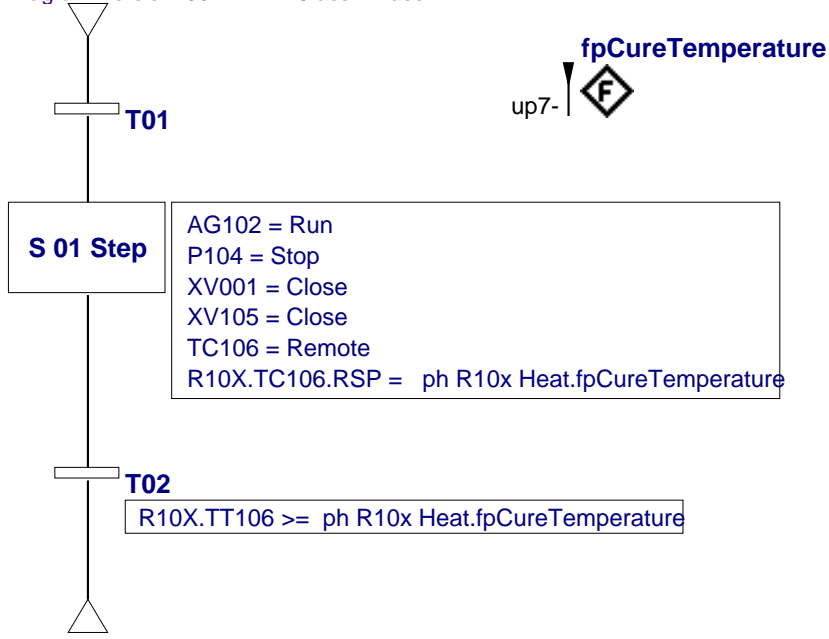 fpCureTemperature
up7-
F
T01
S 01 Step
AG102 = Run
P104 = Stop
XV001 = Close
XV105 = Close
TC106 = Remote
R10X.TC106.RSP = ph R10x Heat.fpCureTemperature
T02
R10X.TT106 >= ph R10x Heat.fpCureTemperature